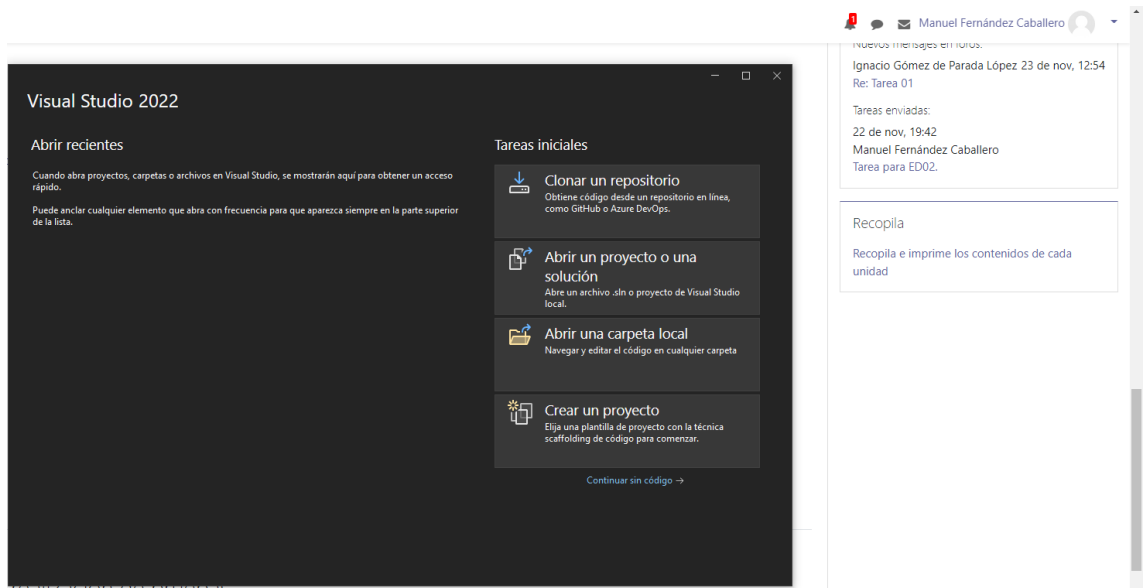 1
Manuel Fernández Caballero
Nuevos mensajes en foros:
Ignacio Gómez de Parada López 23 de nov, 12:54
Re: Tarea 01
Tareas enviadas:
22 de nov, 19:42
Manuel Fernández Caballero
Tarea para ED02.
Recopila
Recopila e imprime los contenidos de cada
unidad
Visual Studio 2022
Abrir recientes
Cuando abra proyectos, carpetas o archivos en Visual Studio, se mostrarán aquí para obtener un acceso
rápido.
Puede anclar cualquier elemento que abra con frecuencia para que aparezca siempre en la parte superior
de la lista.
Tareas iniciales
Clonar un repositorio
Obtiene código desde un repositorio en línea,
como GitHub o Azure DevOps.
Abrir un proyecto o una
solución
Abre un archivo .sln o proyecto de Visual Studio
local.
Abrir una carpeta local
Navegar y editar el código en cualquier carpeta
Crear un proyecto
Elija una plantilla de proyecto con la técnica
scaffolding de código para comenzar.
Continuar sin código →